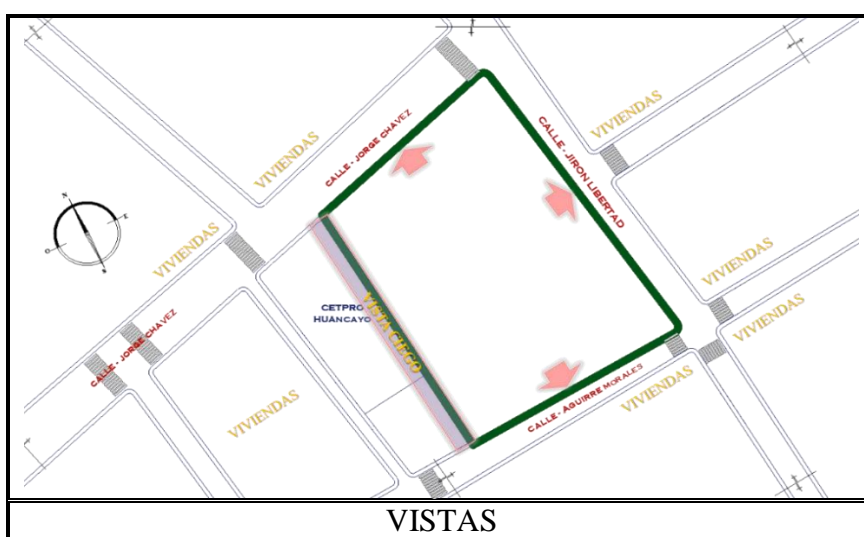 VIVIENDAS
CALLE - JORGE CHAVEZ
VIVIENDAS
CALLE - JIRON LIBERTAD
N
E
O
S
VIVIENDAS
CETPRO
HUANCAYO
VISTA CIEGO
CALLE - JORGE CHAVEZ
VIVIENDAS
VIVIENDAS
VIVIENDAS
CALLE - AGUIRRE MORALES
VISTAS